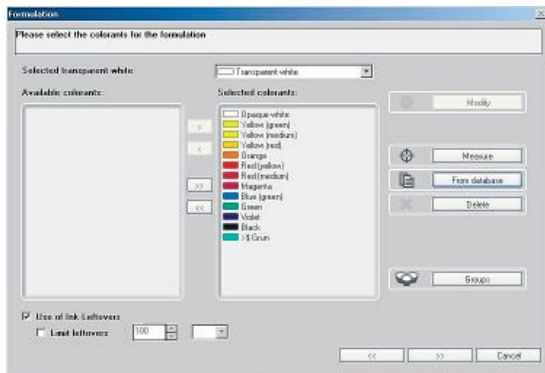 Formulation
Please select the colorants for the formulation
Selected transparent white:
Transparent white
Available colorants:
Selected colorants:
Opaque white
Yellow (green)
Yellow (medium)
Yellow (red)
Orange
Red (yellow)
Red (medium)
Magenta
Blue (green)
Green
Violet
Black
>$ Grun
>
<
>>
<<
Modify
Measure
From database
Delete
Groups
Use of Ink Leftovers
Limit leftovers
100
<<
>>
Cancel